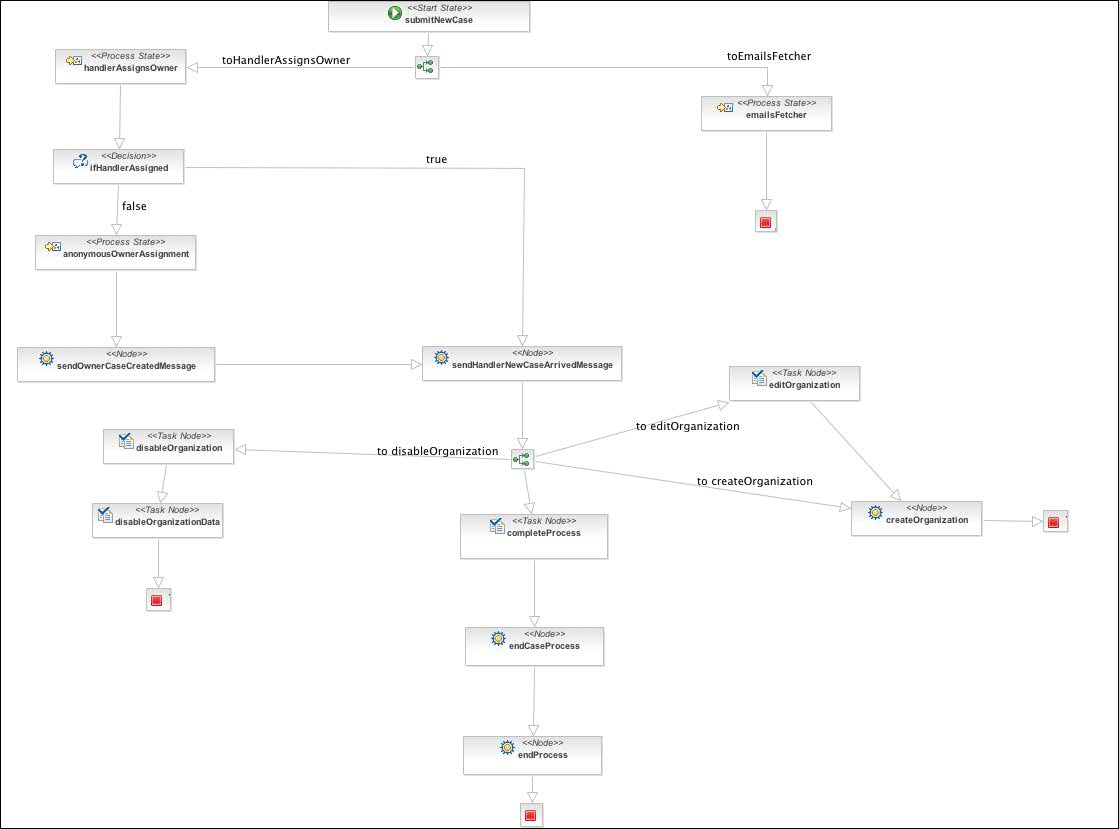 <<Start State>>
submitNewCase
toHandlerAssignsOwner
toEmailsFetcher
<<Process State>>
handlerAssignsOwner
<<Process State>>
emailsFetcher
<<Decision>>
ifHandlerAssigned
true
false
<<Process State>>
anonymousOwnerAssignment
<<Node>>
sendOwnerCaseCreatedMessage
<<Node>>
sendHandlerNewCaseArrivedMessage
<<Task Node>>
editOrganization
to editOrganization
<<Task Node>>
disableOrganization
to disableOrganization
to createOrganization
<<Task Node>>
disableOrganizationData
<<Task Node>>
completeProcess
<<Node>>
createOrganization
<<Node>>
endCaseProcess
<<Node>>
endProcess